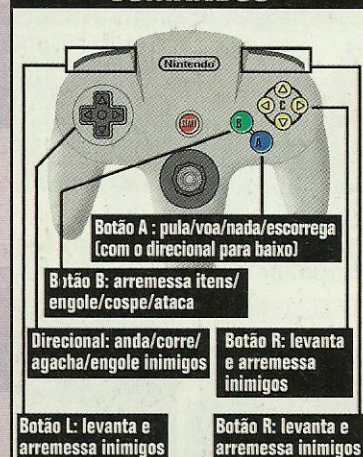 Nintendo
START
B
C
A
Botão A : pula/voa/nada/escorrega
(com o direcional para baixo)
Botão B: arremessa itens/
engole/cospe/ataca
Direcional: anda/corre/
agacha/engole inimigos
Botão R: levanta
e arremessa
inimigos
Botão L: levanta e
arremessa inimigos
Botão R: levanta e
arremessa inimigos